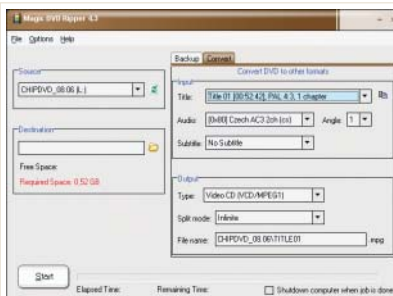 Magic DVD Ripper 4.3
File Options Help
Backup Convert
Source
CHIPDVD_08.06 (L:)
Destination
Free Space:
Required Space: 0,52 GB
Convert DVD to other formats
Input
Title: Title 01 [00:52:42], PAL 4:3, 1 chapter
Audio: [0x80] Czech AC3 2ch (cs) Angle: 1
Subtitle: No Subtitle
Output
Type: Video CD (VCD/MPEG1)
Split mode: Infinite
File name: CHIPDVD_08.06\TITLE01 .mpg
Start
Elapsed Time: Remaining Time: Shutdown computer when job is done